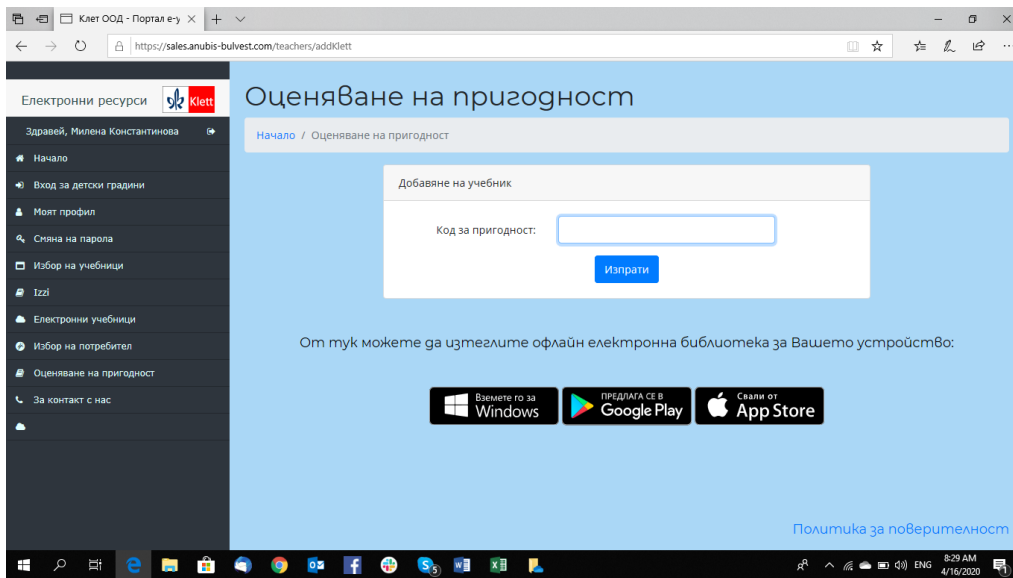 Клет ООД - Портал е-у
https://sales.anubis-bulvest.com/teachers/addKlett
Електронни ресурси
Klett
Здравей, Милена Константинова
Начало
Вход за детски градини
Моят профил
Смяна на парола
Избор на учебници
Izzi
Електронни учебници
Избор на потребител
Оценяване на пригодност
За контакт с нас
Оценяване на пригодност
Начало / Оценяване на пригодност
Добавяне на учебник
Код за пригодност:
Изпрати
От тук можете да изтеглите офлайн електронна библиотека за Вашето устройство:
Вземете го за
Windows
ПРЕДЛАГА СЕ В
Google Play
Свали от
App Store
Политика за поверителност
5
ENG
8:29 AM
4/16/2020
1